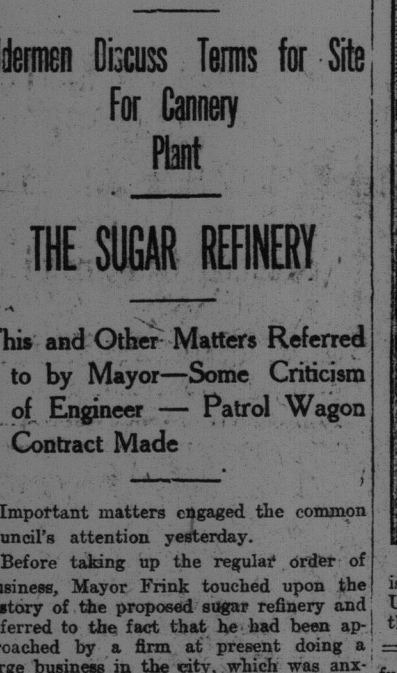 ldermen Discuss Terms for Site
For Cannery
Plant
THE SUGAR REFINERY
This and Other Matters Referred
to by Mayor—Some Criticism
of Engineer — Patrol Wagon
Contract Made
Important matters engaged the common
uncil's attention yesterday.
Before taking up the regular order of
usiness, Mayor Frink touched upon the
story of the proposed sugar refinery and
ferred to the fact that he had been ap-
roached by a firm at present doing a
rge business in the city, which was anx-